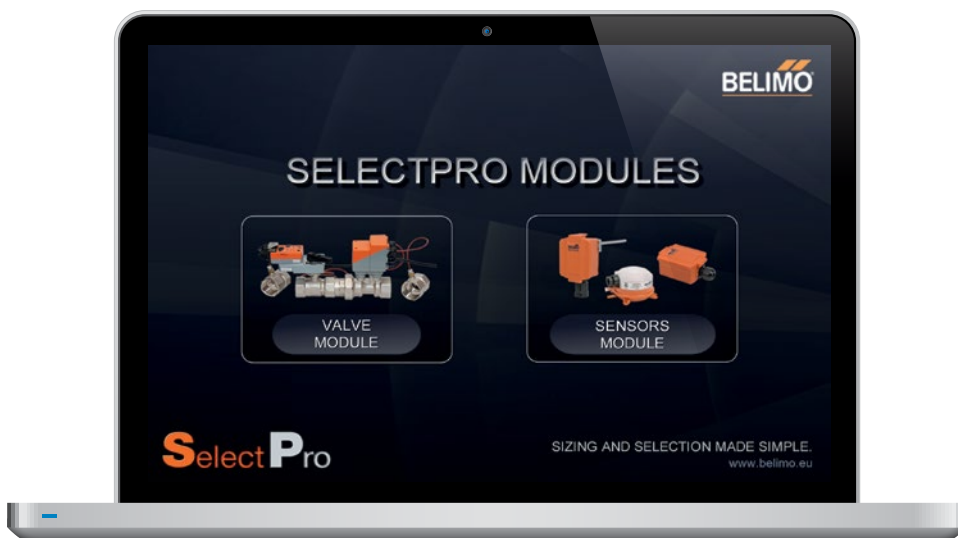 BELIMO
SELECTPRO MODULES
VALVE
MODULE
SENSORS
MODULE
SelectPro
SIZING AND SELECTION MADE SIMPLE.
www.belimo.eu